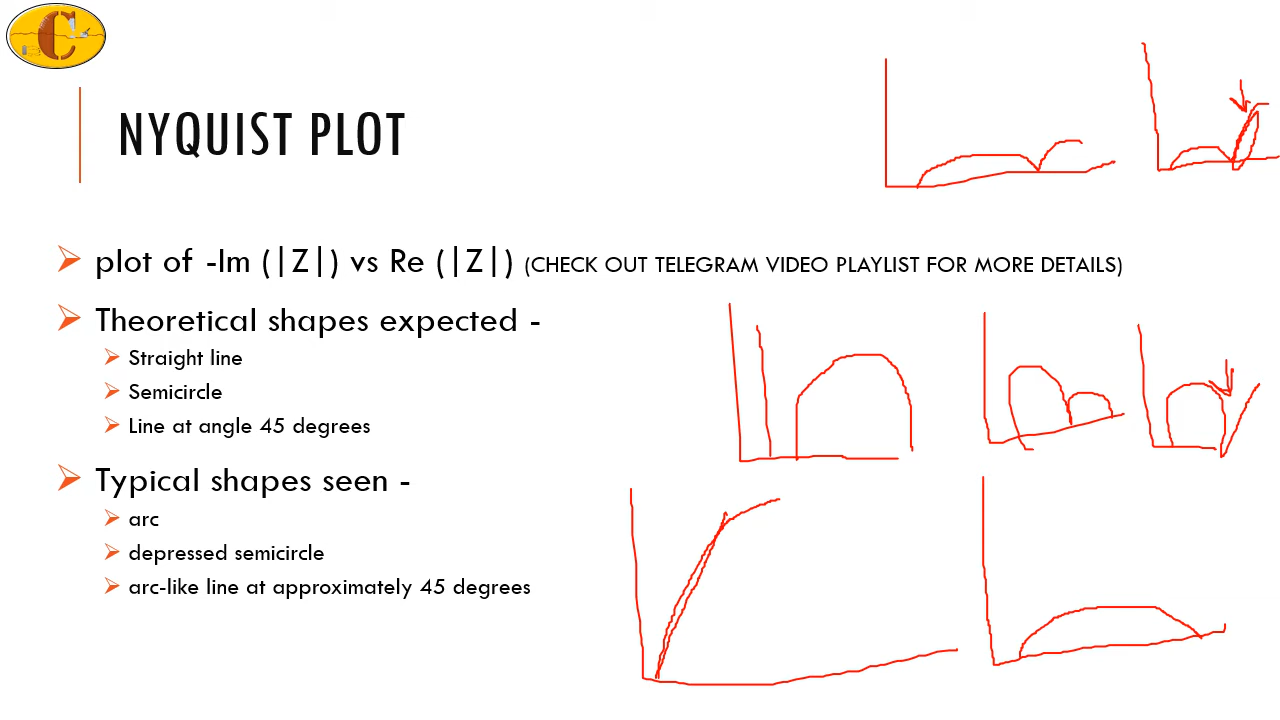 C
NYQUIST PLOT
plot of -Im (|Z|) vs Re (|Z|) (CHECK OUT TELEGRAM VIDEO PLAYLIST FOR MORE DETAILS)
Theoretical shapes expected -
Straight line
Semicircle
Line at angle 45 degrees
Typical shapes seen -
arc
depressed semicircle
arc-like line at approximately 45 degrees